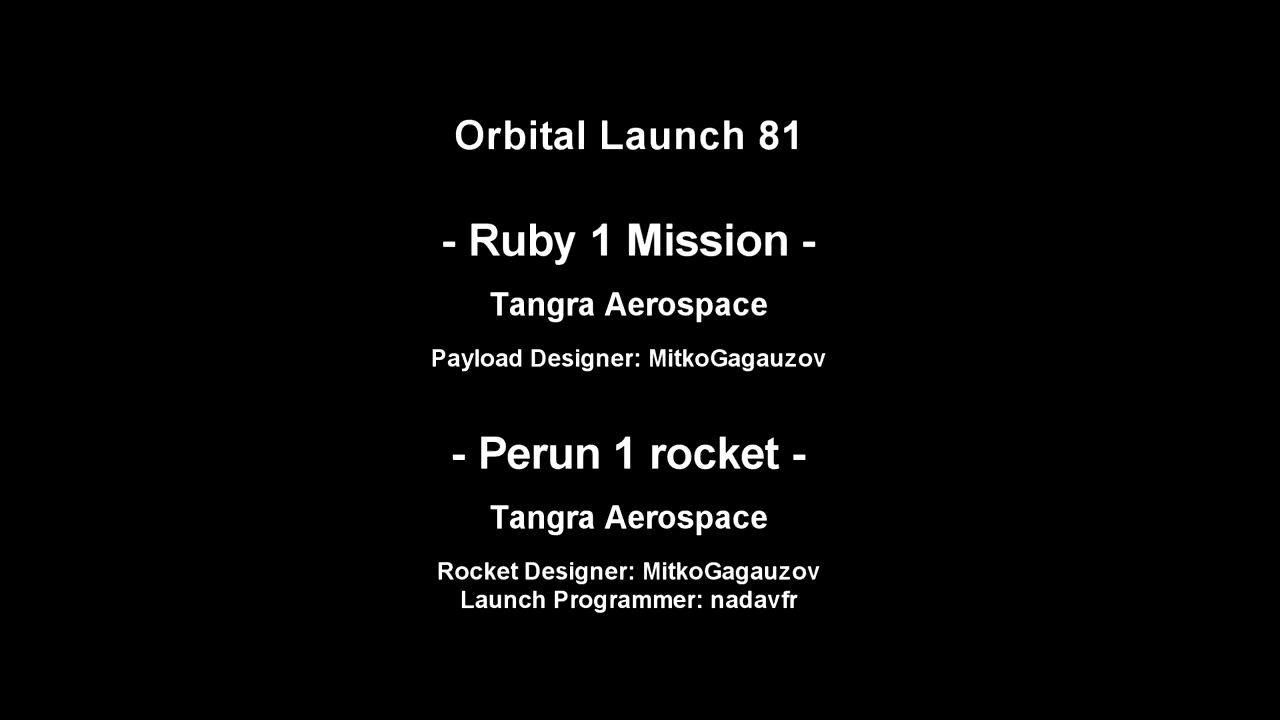 Orbital Launch 81
- Ruby 1 Mission -
Tangra Aerospace
Payload Designer: MitkoGagauzov
- Perun 1 rocket -
Tangra Aerospace
Rocket Designer: MitkoGagauzov
Launch Programmer: nadavfr